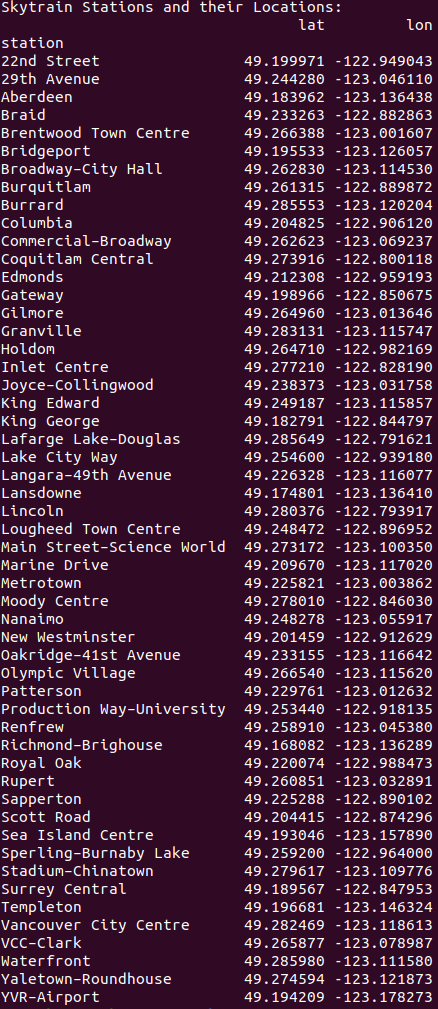 Skytrain Stations and their Locations:
lat lon
station
22nd Street 49.199971 -122.949043
29th Avenue 49.244280 -123.046110
Aberdeen 49.183962 -123.136438
Braid 49.233263 -122.882863
Brentwood Town Centre 49.266388 -123.001607
Bridgeport 49.195533 -123.126057
Broadway-City Hall 49.262830 -123.114530
Burquitlam 49.261315 -122.889872
Burrard 49.285553 -123.120204
Columbia 49.204825 -122.906120
Commercial-Broadway 49.262623 -123.069237
Coquitlam Central 49.273916 -122.800118
Edmonds 49.212308 -122.959193
Gateway 49.198966 -122.850675
Gilmore 49.264960 -123.013646
Granville 49.283131 -123.115747
Holdom 49.264710 -122.982169
Inlet Centre 49.277210 -122.828190
Joyce-Collingwood 49.238373 -123.031758
King Edward 49.249187 -123.115857
King George 49.182791 -122.844797
Lafarge Lake-Douglas 49.285649 -122.791621
Lake City Way 49.254600 -122.939180
Langara-49th Avenue 49.226328 -123.116077
Lansdowne 49.174801 -123.136410
Lincoln 49.280376 -122.793917
Lougheed Town Centre 49.248472 -122.896952
Main Street-Science World 49.273172 -123.100350
Marine Drive 49.209670 -123.117020
Metrotown 49.225821 -123.003862
Moody Centre 49.278010 -122.846030
Nanaimo 49.248278 -123.055917
New Westminster 49.201459 -122.912629
Oakridge-41st Avenue 49.233155 -123.116642
Olympic Village 49.266540 -123.115620
Patterson 49.229761 -123.012632
Production Way-University 49.253440 -122.918135
Renfrew 49.258910 -123.045380
Richmond-Brighouse 49.168082 -123.136289
Royal Oak 49.220074 -122.988473
Rupert 49.260851 -123.032891
Sapperton 49.225288 -122.890102
Scott Road 49.204415 -122.874296
Sea Island Centre 49.193046 -123.157890
Sperling-Burnaby Lake 49.259200 -122.964000
Stadium-Chinatown 49.279617 -123.109776
Surrey Central 49.189567 -122.847953
Templeton 49.196681 -123.146324
Vancouver City Centre 49.282469 -123.118613
VCC-Clark 49.265877 -123.078987
Waterfront 49.285980 -123.111580
Yaletown-Roundhouse 49.274594 -123.121873
YVR-Airport 49.194209 -123.178273